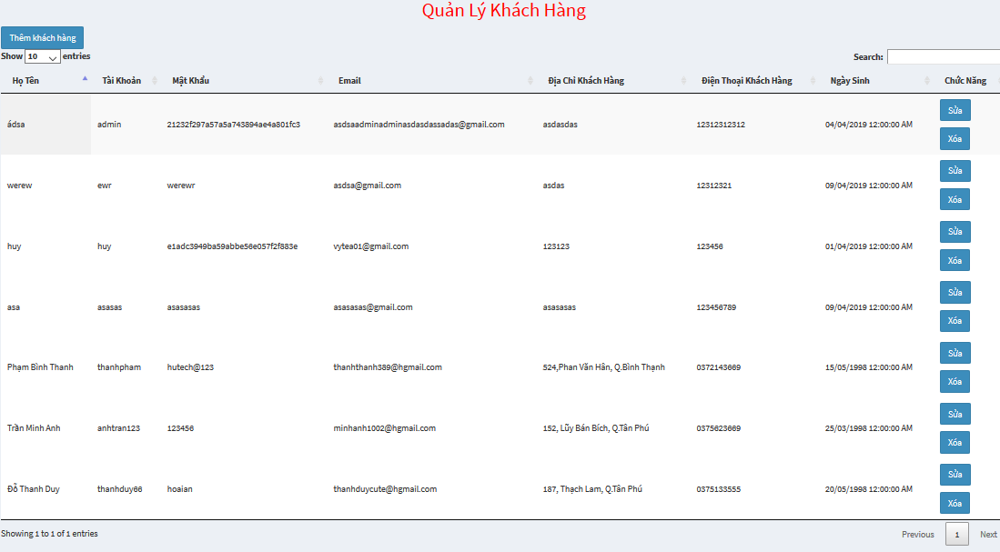 Quản Lý Khách Hàng
Thêm khách hàng
Show 10 entries Search:
Họ Tên Tài Khoản Mật Khẩu Email Địa Chỉ Khách Hàng Điện Thoại Khách Hàng Ngày Sinh Chức Năng
ádsa admin 21232f297a57a5a743894ae4a801fc3 asdsaadminadminasdasdassadas@gmail.com asdasdas 12312312312 04/04/2019 12:00:00 AM Sửa
Xóa
werew ewr werewr asdsa@gmail.com asdas 12312321 09/04/2019 12:00:00 AM Sửa
Xóa
huy huy e1adc3949ba59abbe56e057f2f883e vytea01@gmail.com 123123 123456 01/04/2019 12:00:00 AM Sửa
Xóa
asa asasas asasasas asasasas@gmail.com asasasas 123456789 09/04/2019 12:00:00 AM Sửa
Xóa
Phạm Bình Thanh thanhpham hutech@123 thanhthanh389@hgmail.com 524,Phan Văn Hân, Q.Bình Thạnh 0372143669 15/05/1998 12:00:00 AM Sửa
Xóa
Trần Minh Anh anhtran123 123456 minhanh1002@hgmail.com 152, Lũy Bán Bích, Q.Tân Phú 0375623669 25/03/1998 12:00:00 AM Sửa
Xóa
Đỗ Thanh Duy thanhduy66 hoaian thanhduycute@hgmail.com 187, Thạch Lam, Q.Tân Phú 0375133555 20/05/1998 12:00:00 AM Sửa
Xóa
Showing 1 to 1 of 1 entries Previous 1 Next